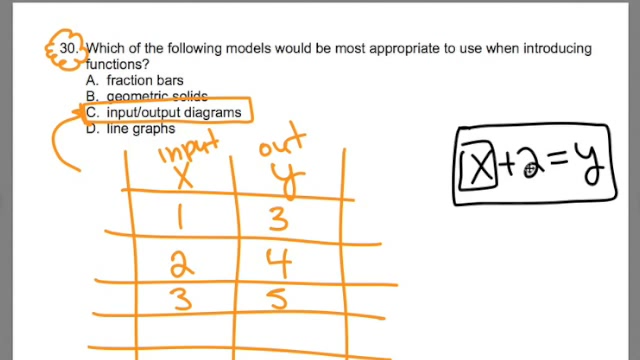 30. Which of the following models would be most appropriate to use when introducing
functions?
A. fraction bars
B. geometric solids
C. input/output diagrams
D. line graphs
input out
x y
1 3
2 4
3 5
x+2=y